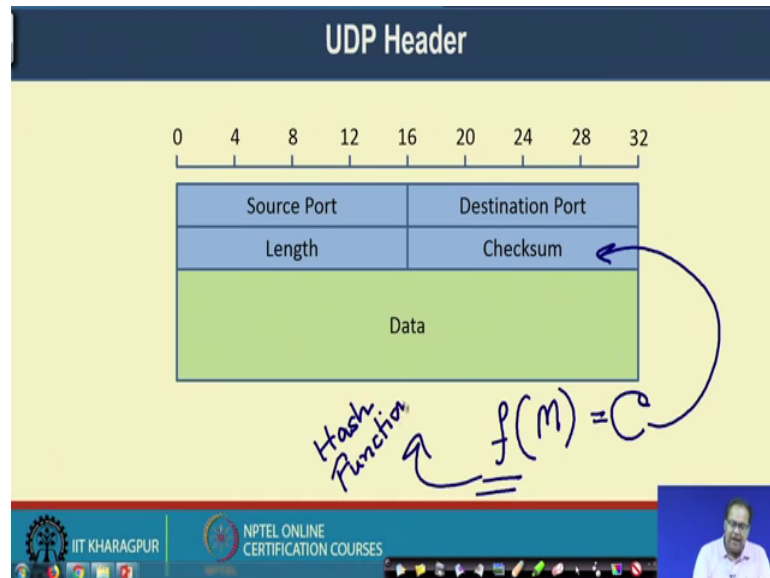 UDP Header
0 4 8 12 16 20 24 28 32
Source Port Destination Port
Length Checksum
Data
Hash
Function
f(M) = C
IIT KHARAGPUR
NPTEL ONLINE
CERTIFICATION COURSES